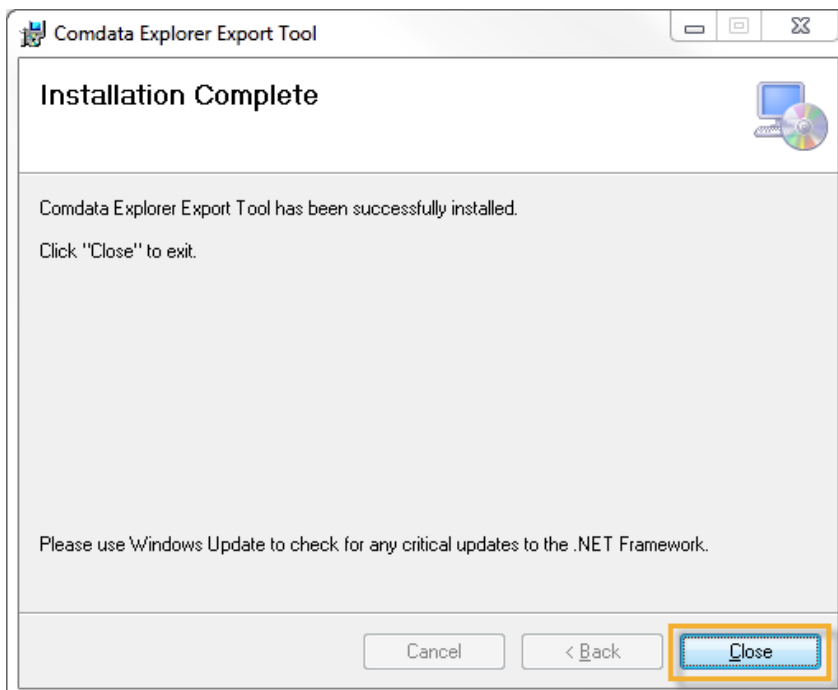 Comdata Explorer Export Tool
Installation Complete
Comdata Explorer Export Tool has been successfully installed.
Click "Close" to exit.
Please use Windows Update to check for any critical updates to the .NET Framework.
Cancel
< Back
Close